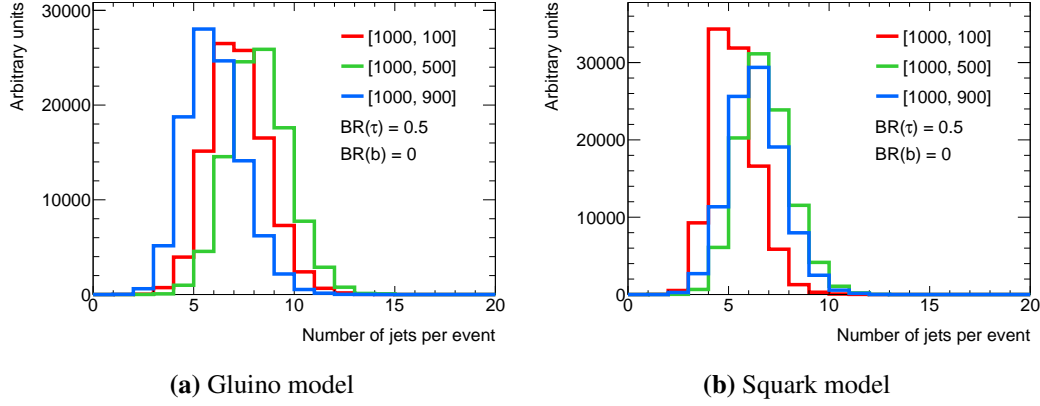 Arbitrary units
30000
20000
10000
0
0 5 10 15 20
Number of jets per event
[1000, 100]
[1000, 500]
[1000, 900]
BR(τ) = 0.5
BR(b) = 0
(a) Gluino model
Arbitrary units
30000
20000
10000
0
0 5 10 15 20
Number of jets per event
[1000, 100]
[1000, 500]
[1000, 900]
BR(τ) = 0.5
BR(b) = 0
(b) Squark model